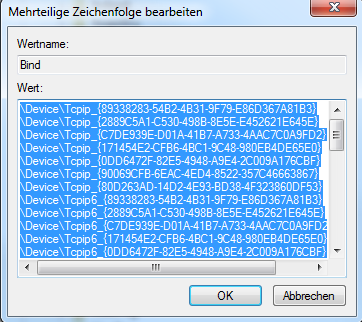 Mehrteilige Zeichenfolge bearbeiten
Wertname:
Bind
Wert:
\Device\Tcpip_{89338283-54B2-4B31-9F79-E86D367A81B3}
\Device\Tcpip_{2889C5A1-C530-498B-8E5E-E452621E645E}
\Device\Tcpip_{C7DE939E-D01A-41B7-A733-4AAC7C0A9FD2}
\Device\Tcpip_{171454E2-CFB6-4BC1-9C48-980EB4DE65E0}
\Device\Tcpip_{0DD6472F-82E5-4948-A9E4-2C009A176CBF}
\Device\Tcpip_{90069CFB-6EAC-4ED4-8522-357C46663867}
\Device\Tcpip_{80D263AD-14D2-4E93-BD38-4F323860DF53}
\Device\Tcpip6_{89338283-54B2-4B31-9F79-E86D367A81B3}
\Device\Tcpip6_{2889C5A1-C530-498B-8E5E-E452621E645E}
\Device\Tcpip6_{C7DE939E-D01A-41B7-A733-4AAC7C0A9FD2
\Device\Tcpip6_{171454E2-CFB6-4BC1-9C48-980EB4DE65E0}
\Device\Tcpip6_{0DD6472F-82E5-4948-A9E4-2C009A176CBF}
OK
Abbrechen